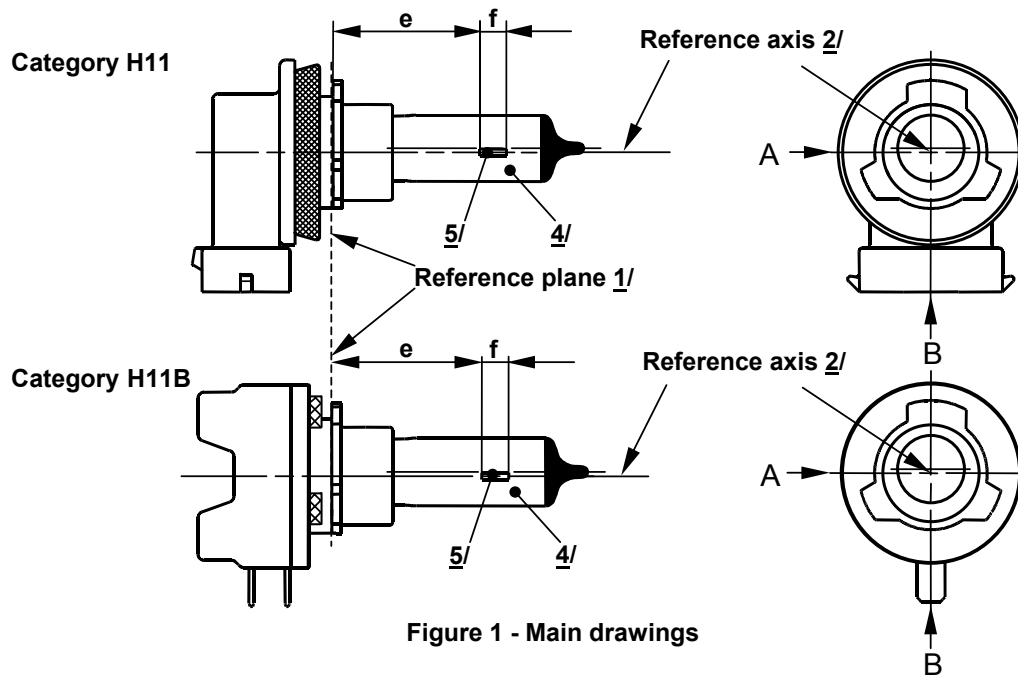 e f
Reference axis 2/
Category H11
A
5/ 4/
Reference plane 1/
B
e f
Reference axis 2/
Category H11B
A
5/ 4/
Figure 1 - Main drawings
B